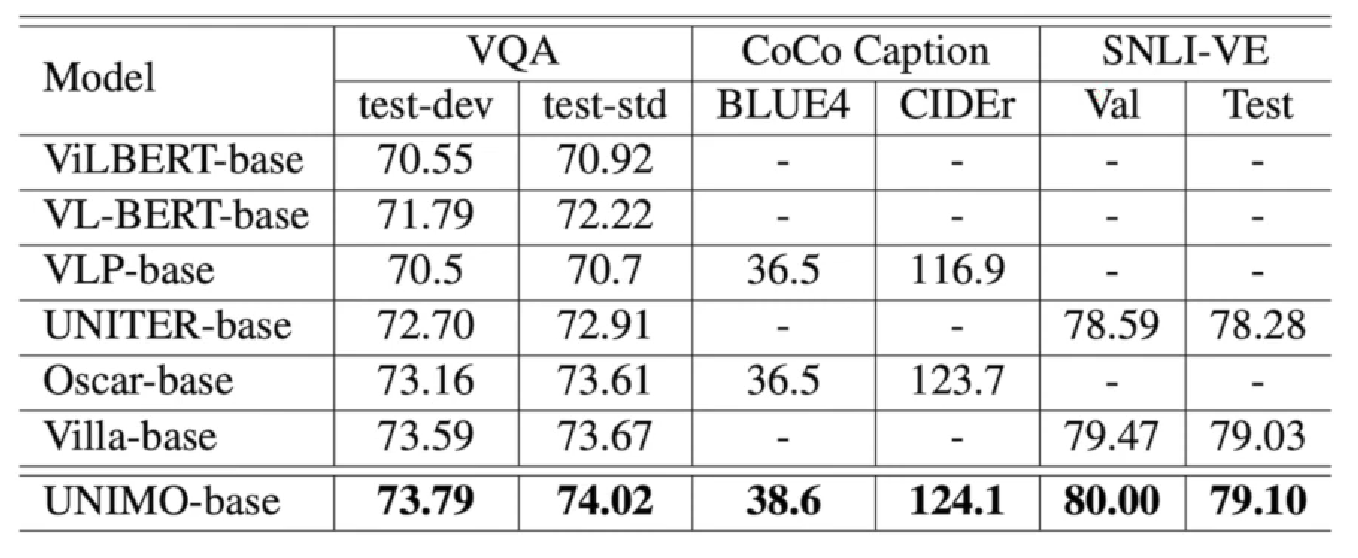 Model VQA CoCo Caption SNLI-VE
test-dev test-std BLUE4 CIDEr Val Test
ViLBERT-base 70.55 70.92 - - - -
VL-BERT-base 71.79 72.22 - - - -
VLP-base 70.5 70.7 36.5 116.9 - -
UNITER-base 72.70 72.91 - - 78.59 78.28
Oscar-base 73.16 73.61 36.5 123.7 - -
Villa-base 73.59 73.67 - - 79.47 79.03
UNIMO-base 73.79 74.02 38.6 124.1 80.00 79.10